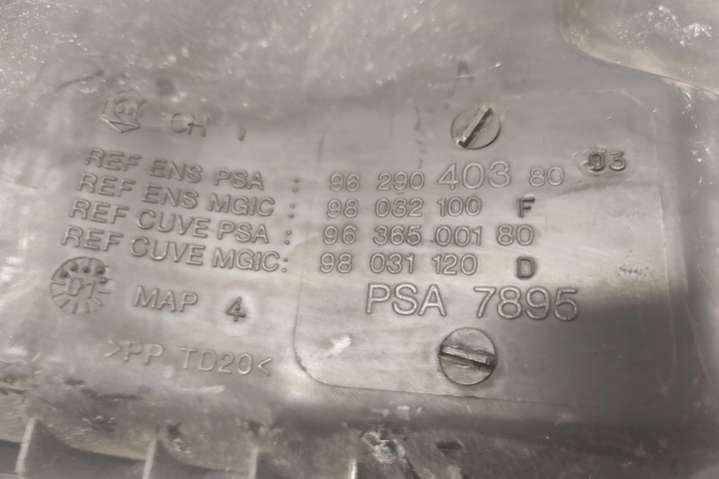 CH
REF ENS PSA : 96 290 403 80 03
REF ENS MGIC : 98 032 100 F
REF CUVE PSA : 96 365 001 80
REF CUVE MGIC : 98 031 120 D
01 MAP 4 PSA 7895
>PP TD20<